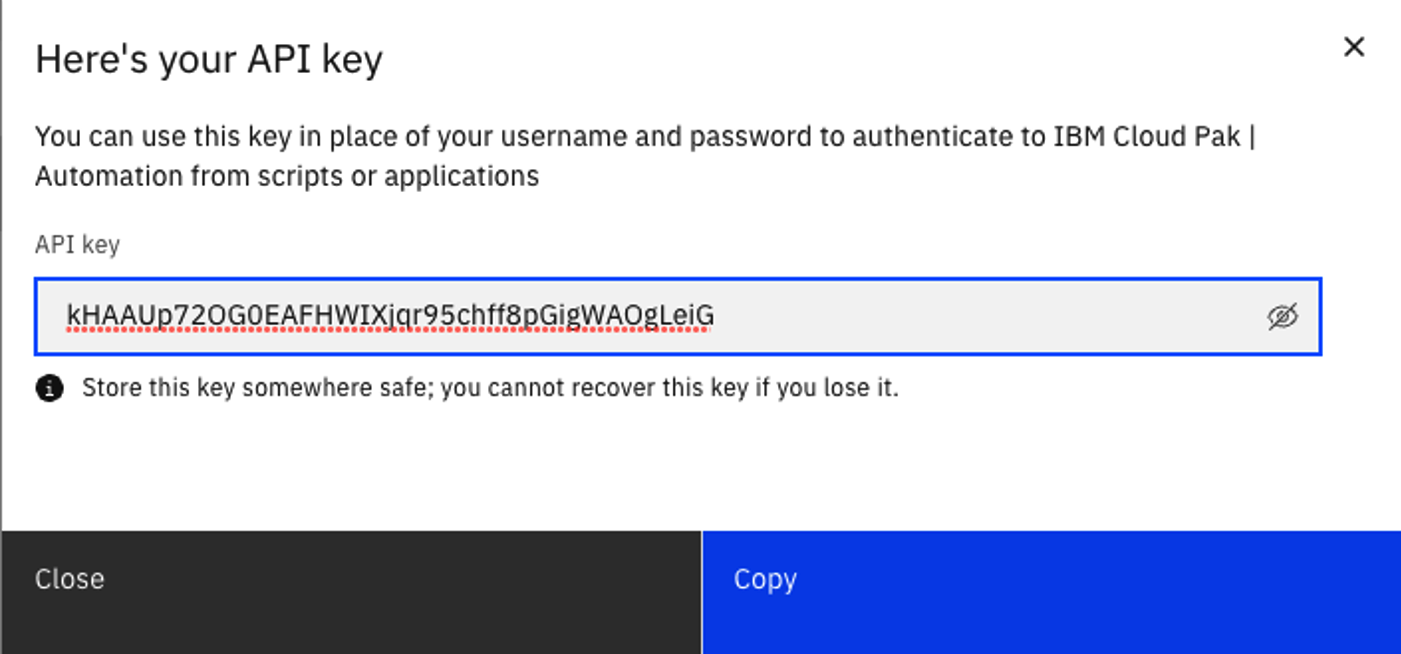 Here's your API key
You can use this key in place of your username and password to authenticate to IBM Cloud Pak |
Automation from scripts or applications
API key
kHAAUp72OG0EAFHWIXjqr95chff8pGigWAOgLeiG
Store this key somewhere safe; you cannot recover this key if you lose it.
Close
Copy